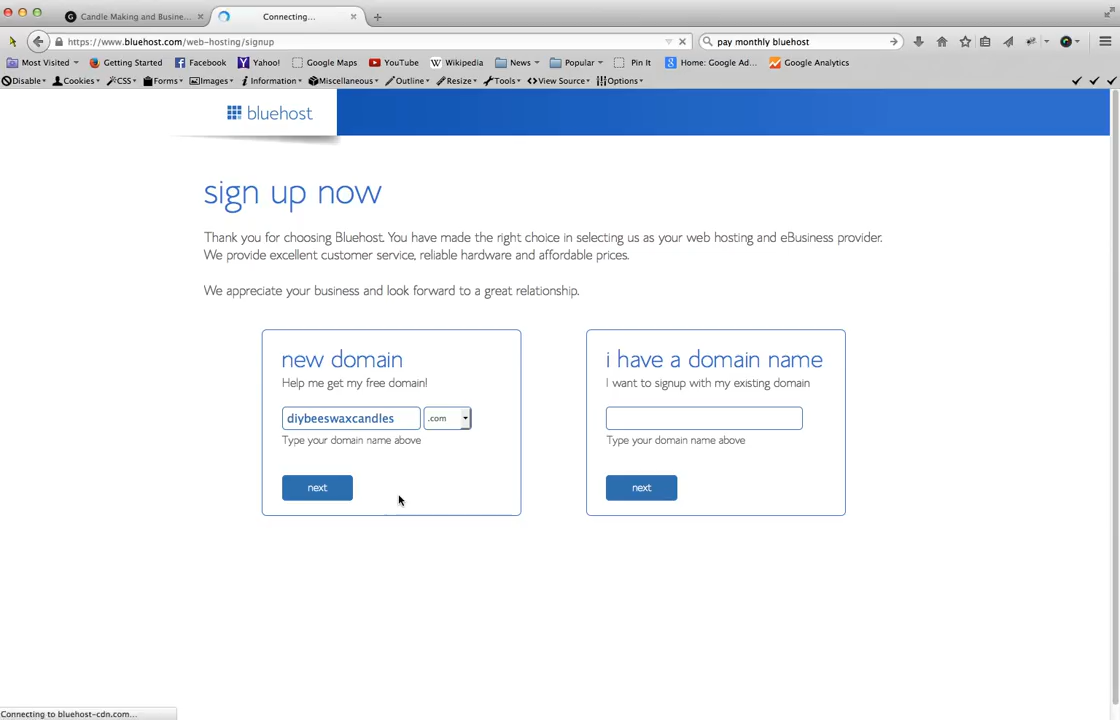 Candle Making and Busine...
Connecting...
https://www.bluehost.com/web-hosting/signup
pay monthly bluehost
Most Visited
Getting Started
Facebook
Yahoo!
Google Maps
YouTube
Wikipedia
News
Popular
Pin It
Home: Google Ad...
Google Analytics
Disable
Cookies
CSS
Forms
Images
Information
Miscellaneous
Outline
Resize
Tools
View Source
Options
bluehost
sign up now
Thank you for choosing Bluehost. You have made the right choice in selecting us as your web hosting and eBusiness provider.
We provide excellent customer service, reliable hardware and affordable prices.
We appreciate your business and look forward to a great relationship.
new domain
Help me get my free domain!
diybeeswaxcandles .com
Type your domain name above
next
i have a domain name
I want to signup with my existing domain
Type your domain name above
next
Connecting to bluehost-cdn.com...